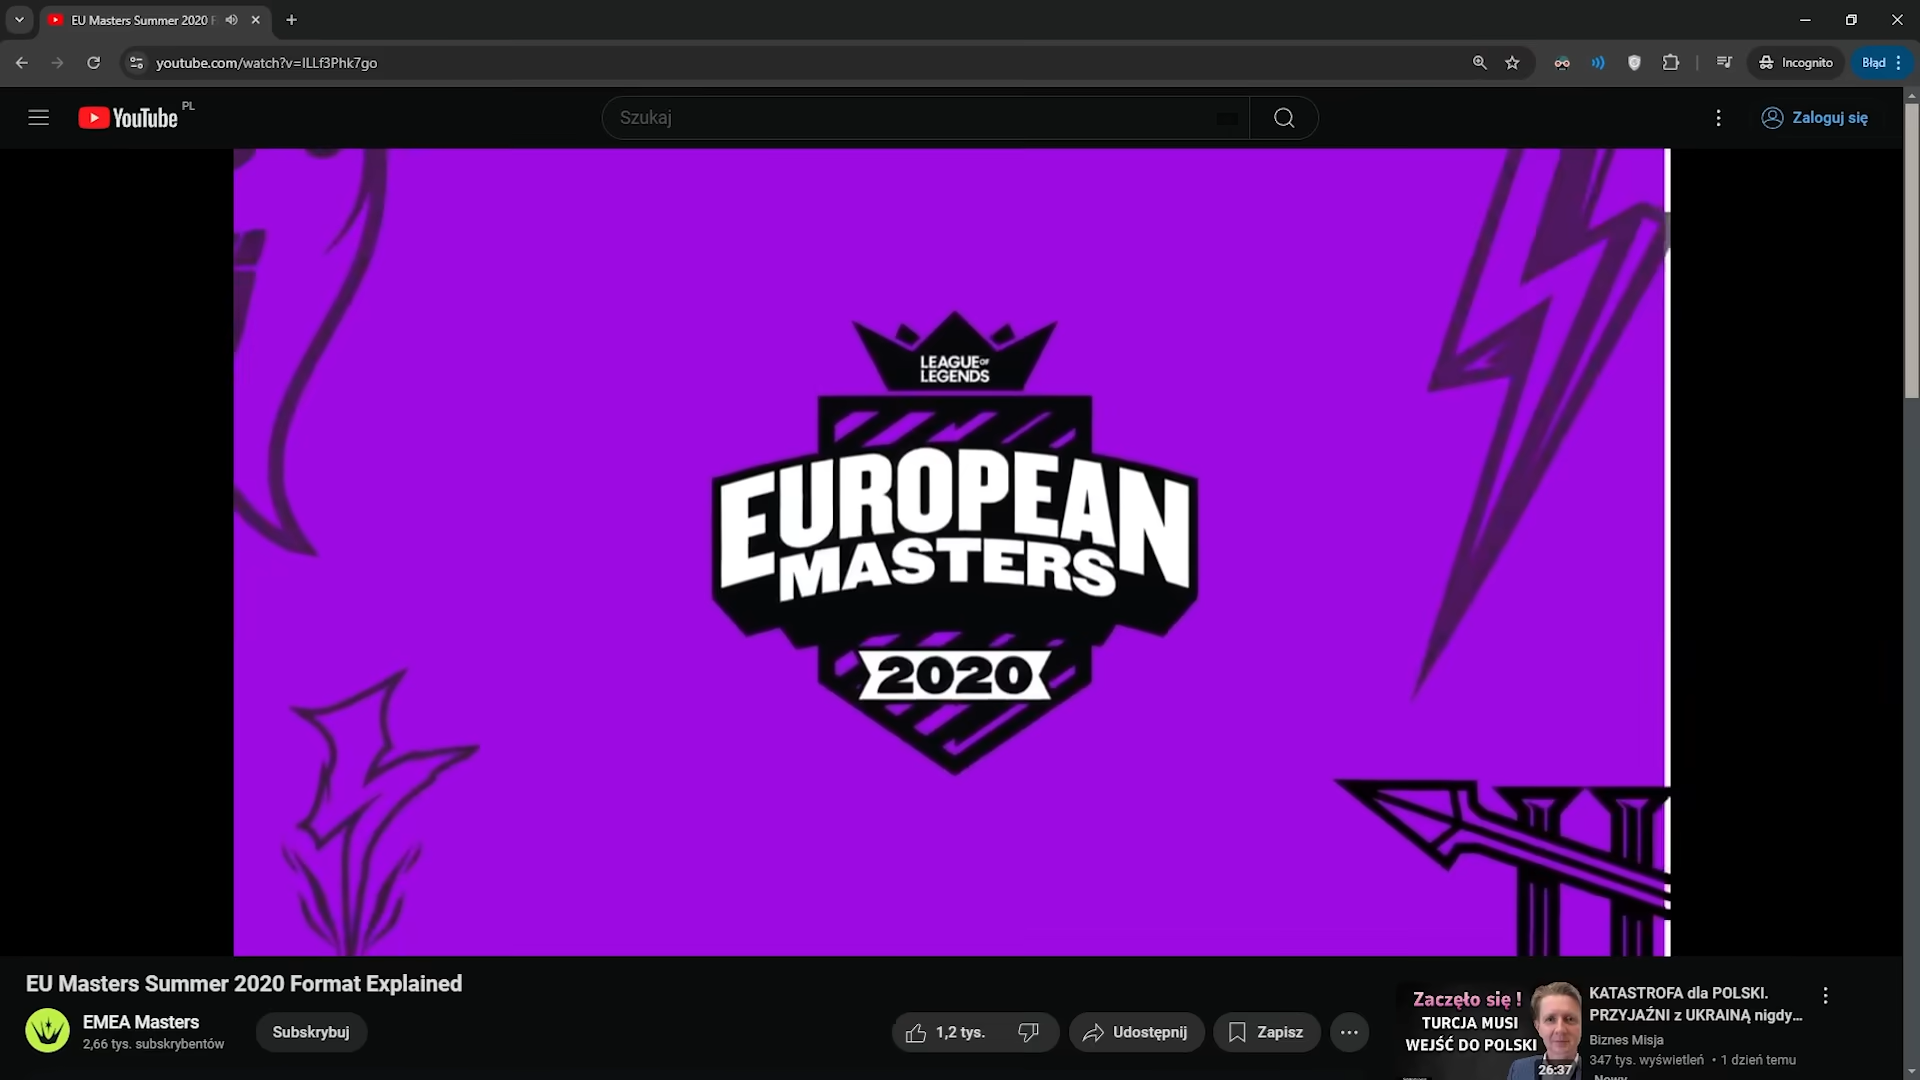 EU Masters Summer 2020 F
youtube.com/watch?v=ILLf3Phk7go
Incognito
Błąd
YouTube PL
Szukaj
Zaloguj się
LEAGUE OF
LEGENDS
EUROPEAN
MASTERS
2020
EU Masters Summer 2020 Format Explained
EMEA Masters
2,66 tys. subskrybentów
Subskrybuj
1,2 tys.
Udostępnij
Zapisz
Zaczęło się !
TURCJA MUSI
WEJŚĆ DO POLSKI
26:37
KATASTROFA dla POLSKI.
PRZYJAŹNI z UKRAINĄ nigdy...
Biznes Misja
347 tys. wyświetleń • 1 dzień temu
Nowy